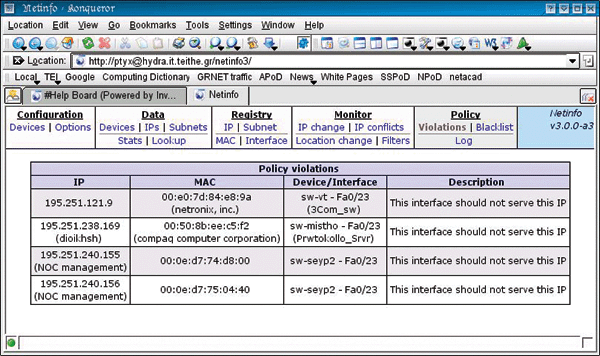 Netinfo - Konqueror
Location Edit View Go Bookmarks Tools Settings Window Help
Location: http://ptyx@hydra.it.teithe.gr/netinfo3/
Local TEI Google Computing Dictionary GRNET traffic APoD News White Pages SSPoD NPoD netacad
#Help Board (Powered by Inv... Netinfo
Configuration
Devices | Options
Data
Devices | IPs | Subnets
Stats | Lookup
Registry
IP | Subnet
MAC | Interface
Monitor
IP change | IP conflicts
Location change | Filters
Policy
Violations | Blacklist
Log
Netinfo
v3.0.0-a3
Policy violations
IP MAC Device/Interface Description
195.251.121.9 00:e0:7d:84:e8:9a (netronix, inc.) sw-vt - Fa0/23 (3Com_sw) This interface should not serve this IP
195.251.238.169 (dioikhsh) 00:50:8b:ee:c5:f2 (compaq computer corporation) sw-mistho - Fa0/23 (Prwtokollo_Srvr) This interface should not serve this IP
195.251.240.155 (NOC management) 00:0e:d7:74:d8:00 sw-seyp2 - Fa0/23 This interface should not serve this IP
195.251.240.156 (NOC management) 00:0e:d7:75:04:40 sw-seyp2 - Fa0/23 This interface should not serve this IP